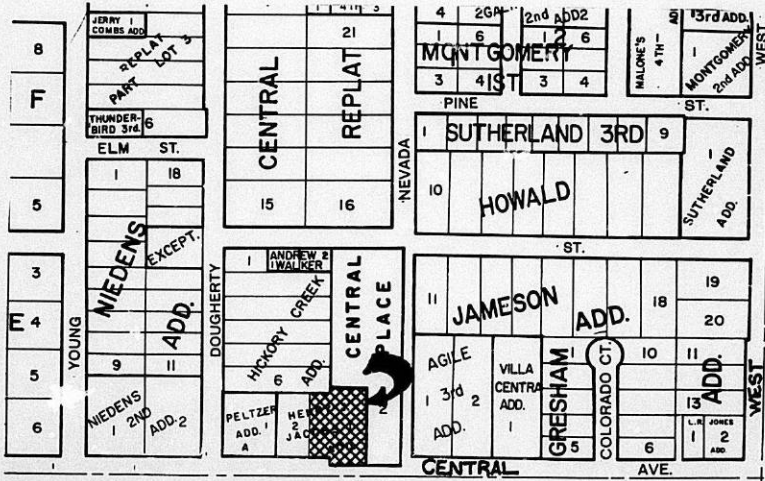 8
F
5
3
E 4
5
6
YOUNG
JERRY 1
COMBS ADD
REPLAT
PART LOT 3
THUNDER-
BIRD 3rd.
6
ELM ST.
1
18
NIEDENS
EXCEPT.
ADD.
9
11
NIEDENS
1 2ND
ADD. 2
DOUGHERTY
21
CENTRAL
REPLAT
15
16
1
ANDREW 2
1 WALKER
HICKORY CREEK
6 ADD.
CENTRAL
PLACE
2
PELTZER
ADD. 1
A
2
NEVADA
4
2nd ADD2
1 6
1 6
MONTGOMERY
1ST
3 4
3 4
MALONE'S
4TH
3rd ADD.
1
MONTGOMERY
2nd ADD.
WEST
PINE
ST.
1
SUTHERLAND 3RD
9
10
HOWALD
1
SUTHERLAND
ADD.
ST.
11
JAMESON ADD.
18
19
20
AGILE
1 3rd 2
ADD.
VILLA
CENTRA
ADD.
1
1
GRESHAM
5
COLORADO CT.
10
11
ADD.
13
6
L.R. JONES
1 2
ADD
WEST
CENTRAL
AVE.